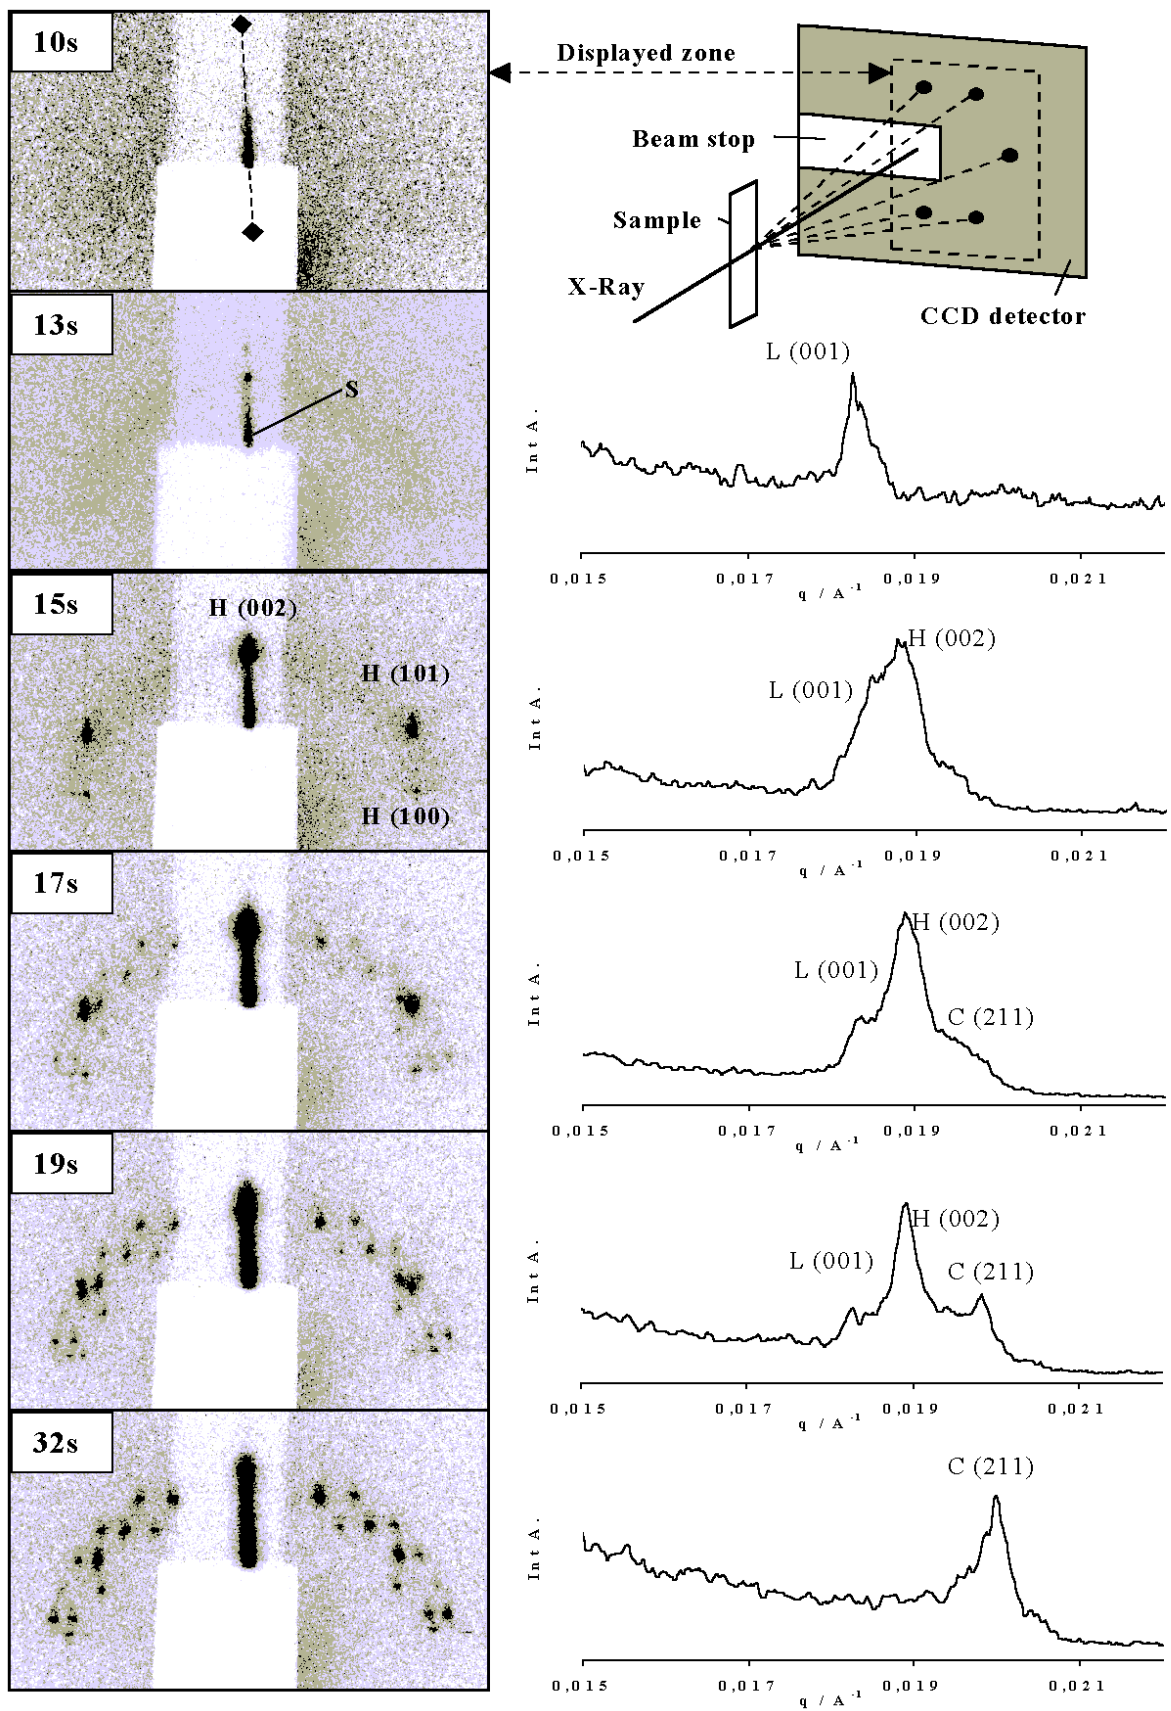 10s
Displayed zone
Beam stop
Sample
X-Ray
CCD detector
13s
S
L (001)
Int A.
0,015 0,017 0,019 0,021
q / A⁻¹
15s
H (002)
H (101)
H (100)
H (002)
L (001)
Int A.
0,015 0,017 0,019 0,021
q / A⁻¹
17s
H (002)
L (001)
C (211)
Int A.
0,015 0,017 0,019 0,021
q / A⁻¹
19s
H (002)
L (001)
C (211)
Int A.
0,015 0,017 0,019 0,021
q / A⁻¹
32s
C (211)
Int A.
0,015 0,017 0,019 0,021
q / A⁻¹